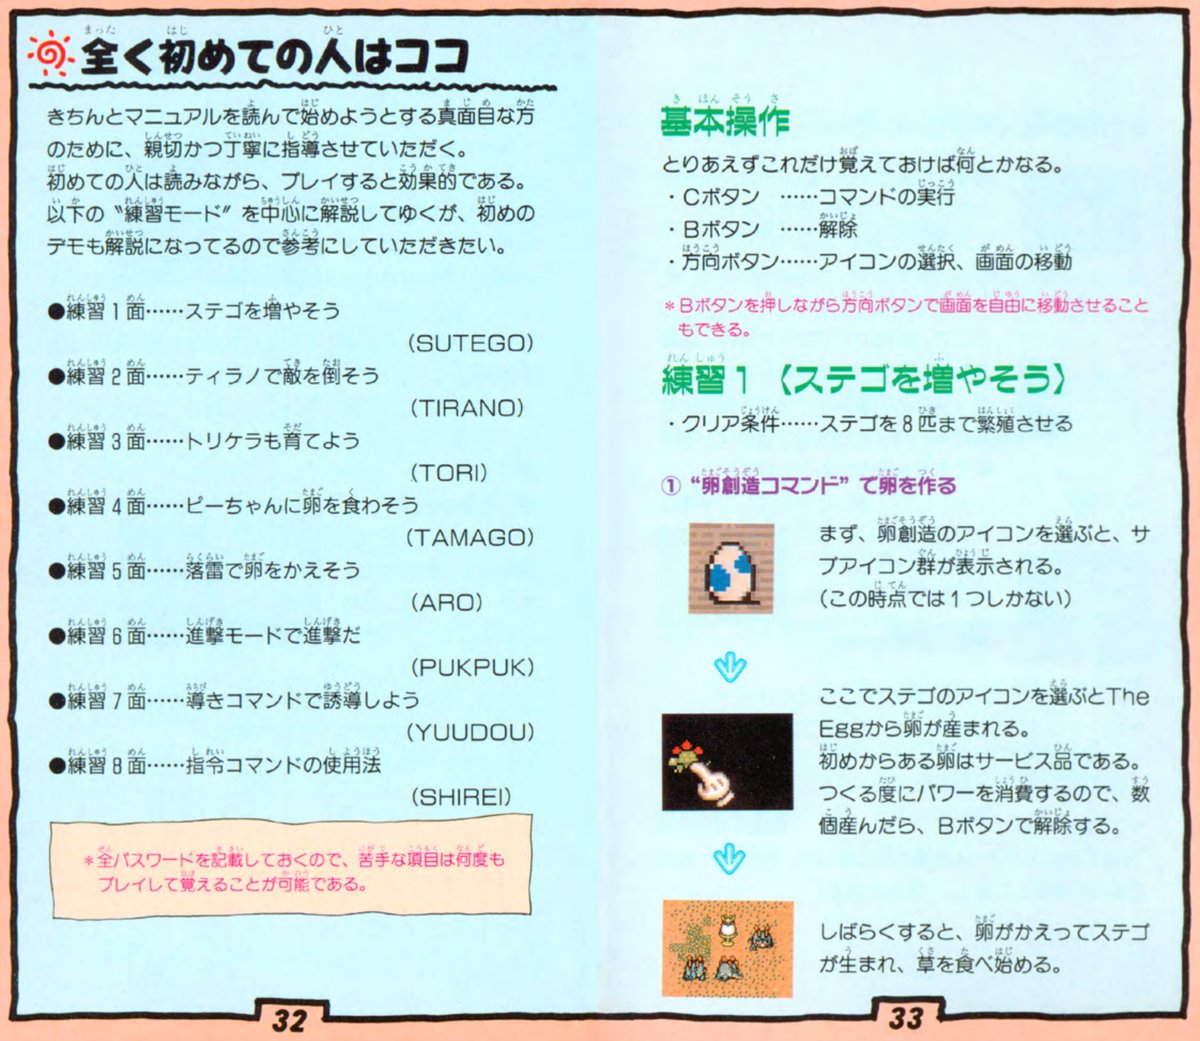 全く初めての人はココ
きちんとマニュアルを読んで始めようとする真面目な方
のために、親切かつ丁寧に指導させていただく。
初めての人は読みながら、プレイすると効果的である。
以下の〝練習モード〟を中心に解説してゆくが、初めの
デモも解説になってるので参考にしていただきたい。
●練習1面……ステゴを増やそう
(SUTEGO)
●練習2面……ティラノで敵を倒そう
(TIRANO)
●練習3面……トリケラも育てよう
(TORI)
●練習4面……ピーちゃんに卵を食わそう
(TAMAGO)
●練習5面……落雷で卵をかえそう
(ARO)
●練習6面……進撃モードで進撃だ
(PUKPUK)
●練習7面……導きコマンドで誘導しよう
(YUUDOU)
●練習8面……指令コマンドの使用法
(SHIREI)
*全パスワードを記載しておくので、苦手な項目は何度も
プレイして覚えることが可能である。
32
基本操作
とりあえずこれだけ覚えておけば何とかなる。
・Cボタン ……コマンドの実行
・Bボタン ……解除
・方向ボタン……アイコンの選択、画面の移動
*Bボタンを押しながら方向ボタンで画面を自由に移動させること
もできる。
練習1〈ステゴを増やそう〉
・クリア条件……ステゴを8匹まで繁殖させる
①“卵創造コマンド”で卵を作る
まず、卵創造のアイコンを選ぶと、サ
ブアイコン群が表示される。
(この時点では1つしかない)
ここでステゴのアイコンを選ぶとThe
Eggから卵が産まれる。
初めからある卵はサービス品である。
つくる度にパワーを消費するので、数
個産んだら、Bボタンで解除する。
しばらくすると、卵がかえってステゴ
が生まれ、草を食べ始める。
33